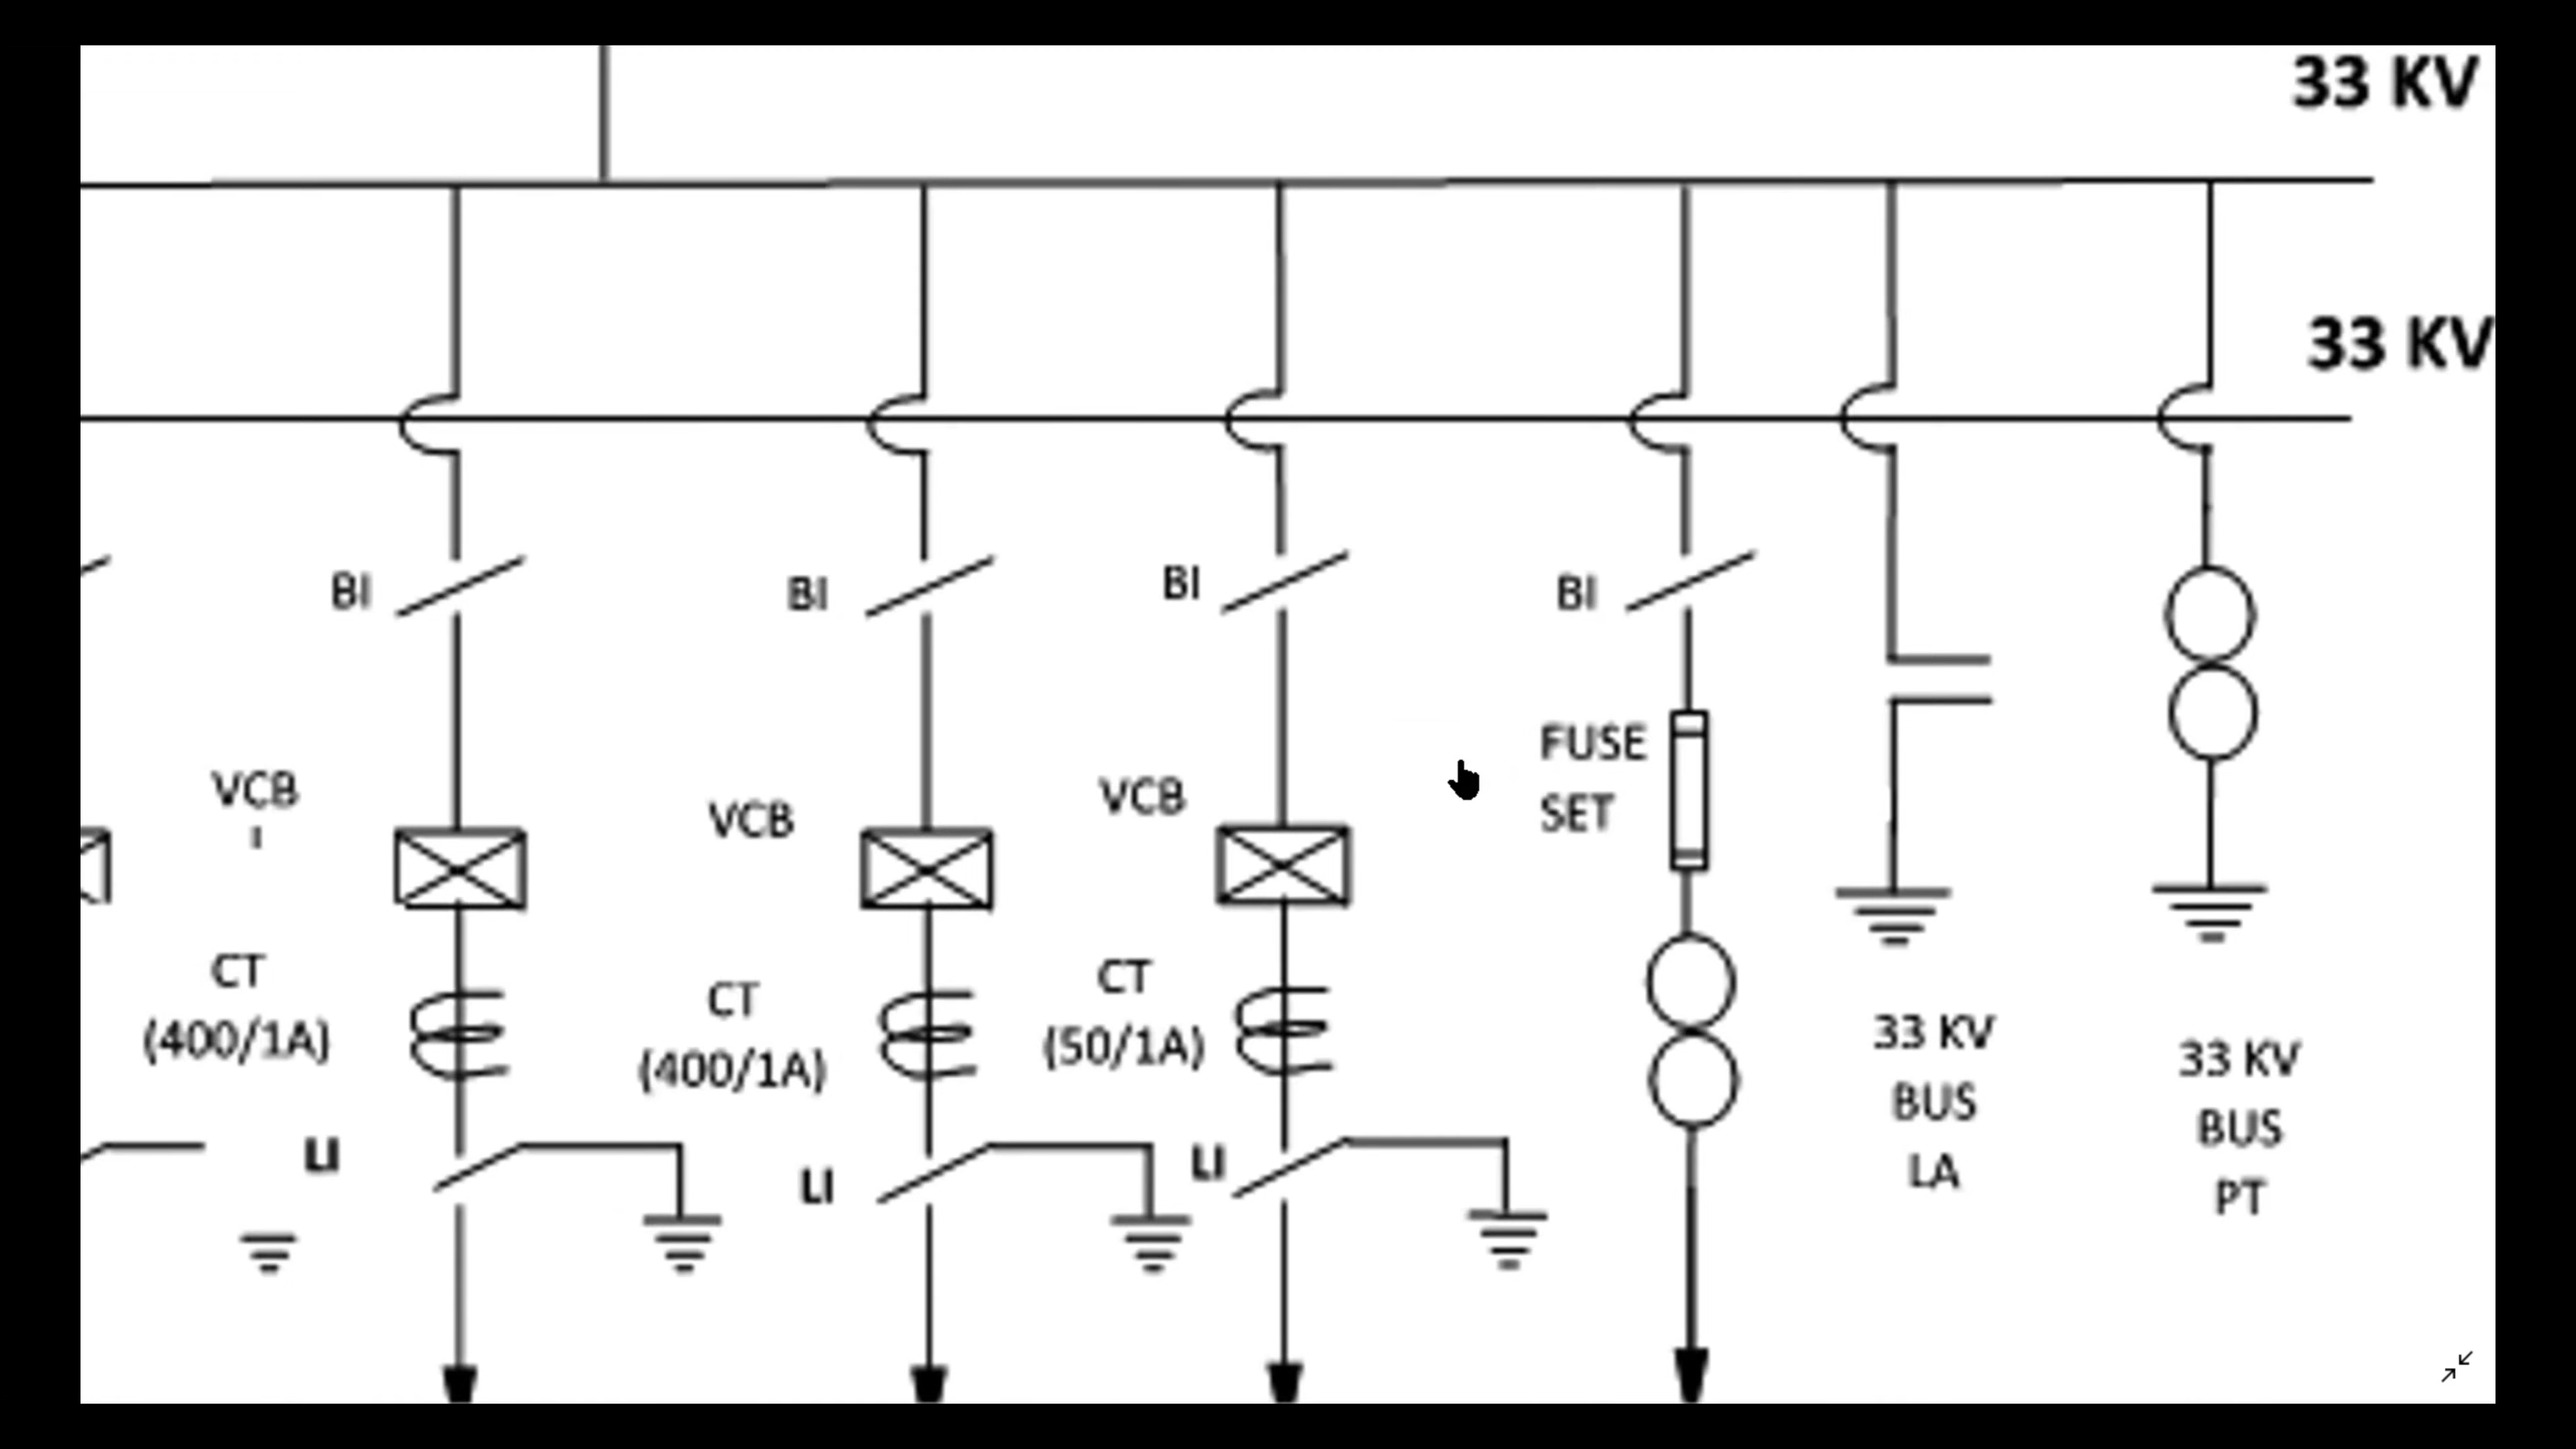 33 KV
33 KV
BI
BI
BI
BI
VCB
VCB
VCB
FUSE
SET
CT
(400/1A)
CT
(400/1A)
CT
(50/1A)
33 KV
BUS
LA
33 KV
BUS
PT
LI
LI
LI